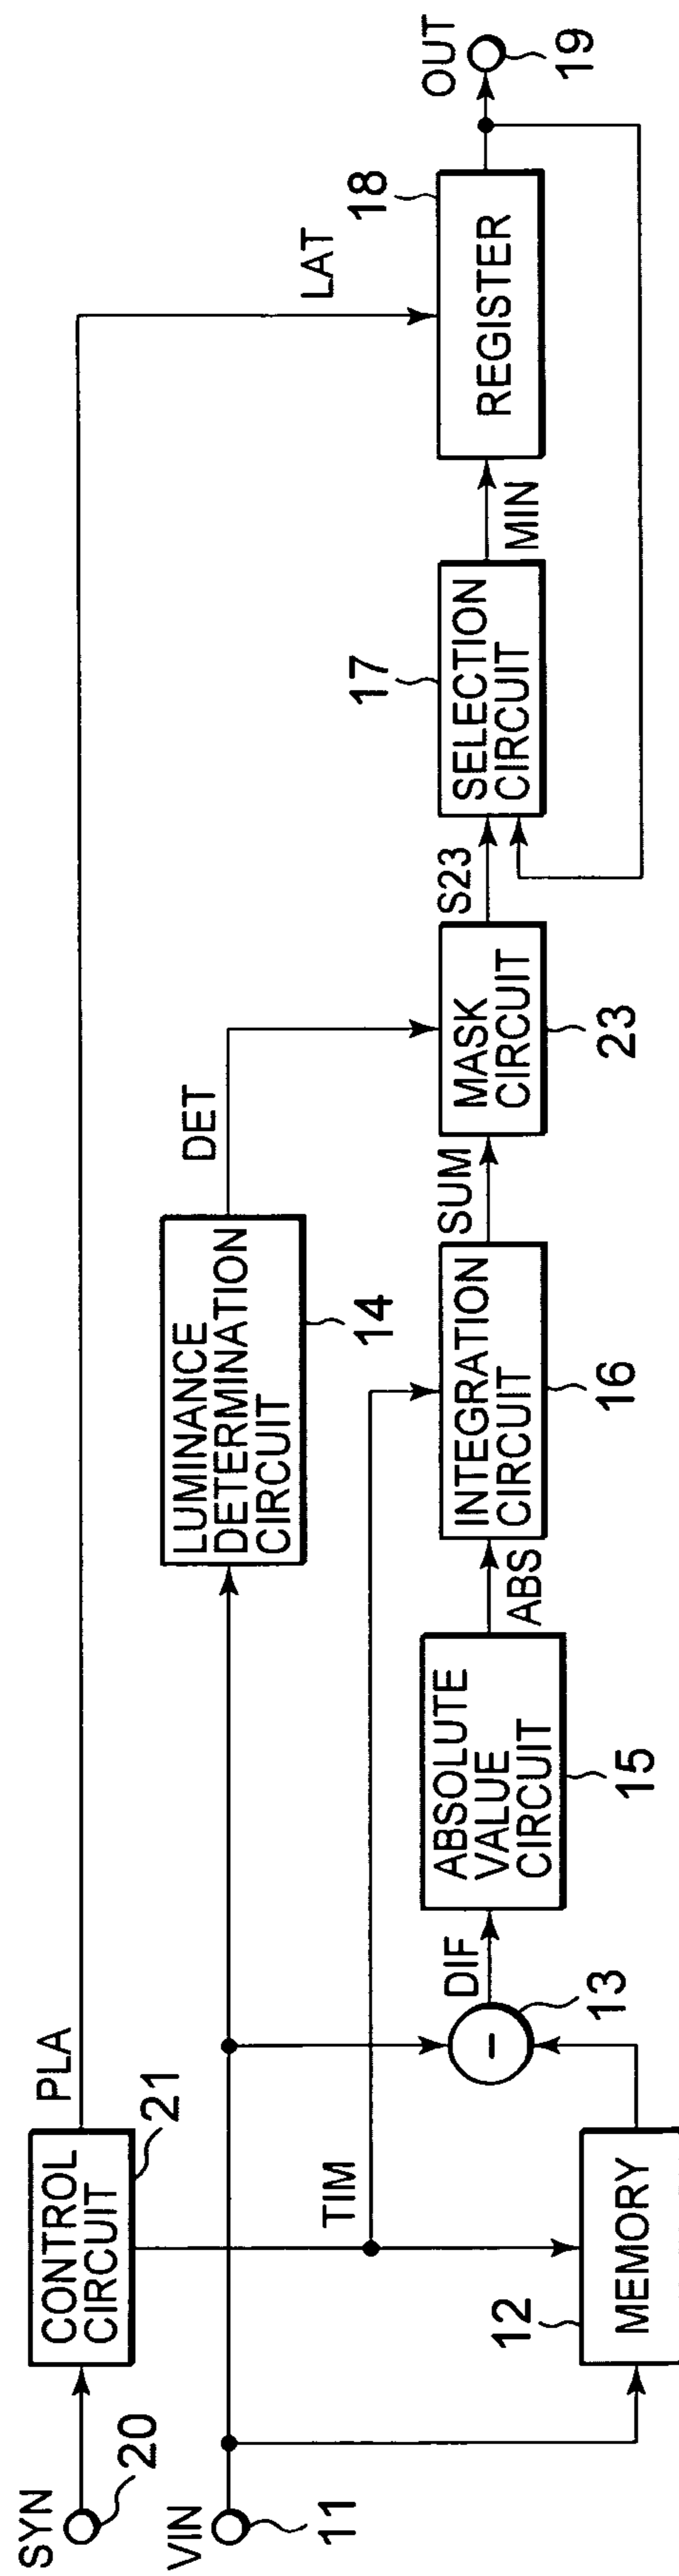 SYN
20
CONTROL
CIRCUIT
21
PLA
LAT
VIN
11
TIM
LUMINANCE
DETERMINATION
CIRCUIT
14
DET
12
MEMORY
DIF
13
ABSOLUTE
VALUE
CIRCUIT
15
ABS
INTEGRATION
CIRCUIT
16
SUM
MASK
CIRCUIT
23
S23
17
SELECTION
CIRCUIT
MIN
18
REGISTER
OUT
19